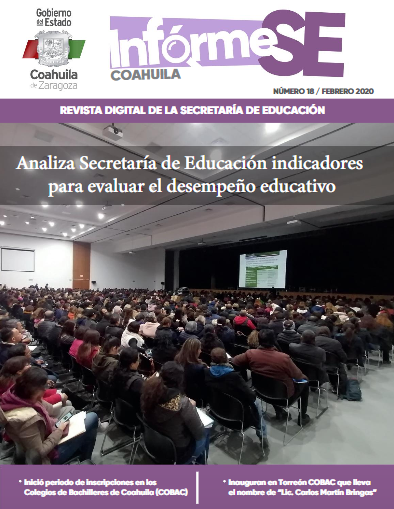 Gobierno
del Estado
Coahuila
de Zaragoza
InfórmeSE
COAHUILA
NÚMERO 18 / FEBRERO 2020
REVISTA DIGITAL DE LA SECRETARÍA DE EDUCACIÓN
Analiza Secretaría de Educación indicadores
para evaluar el desempeño educativo
* Inició periodo de inscripciones en los
Colegios de Bachilleres de Coahuila (COBAC)
* Inauguran en Torreón COBAC que lleva
el nombre de "Lic. Carlos Martín Bringas"